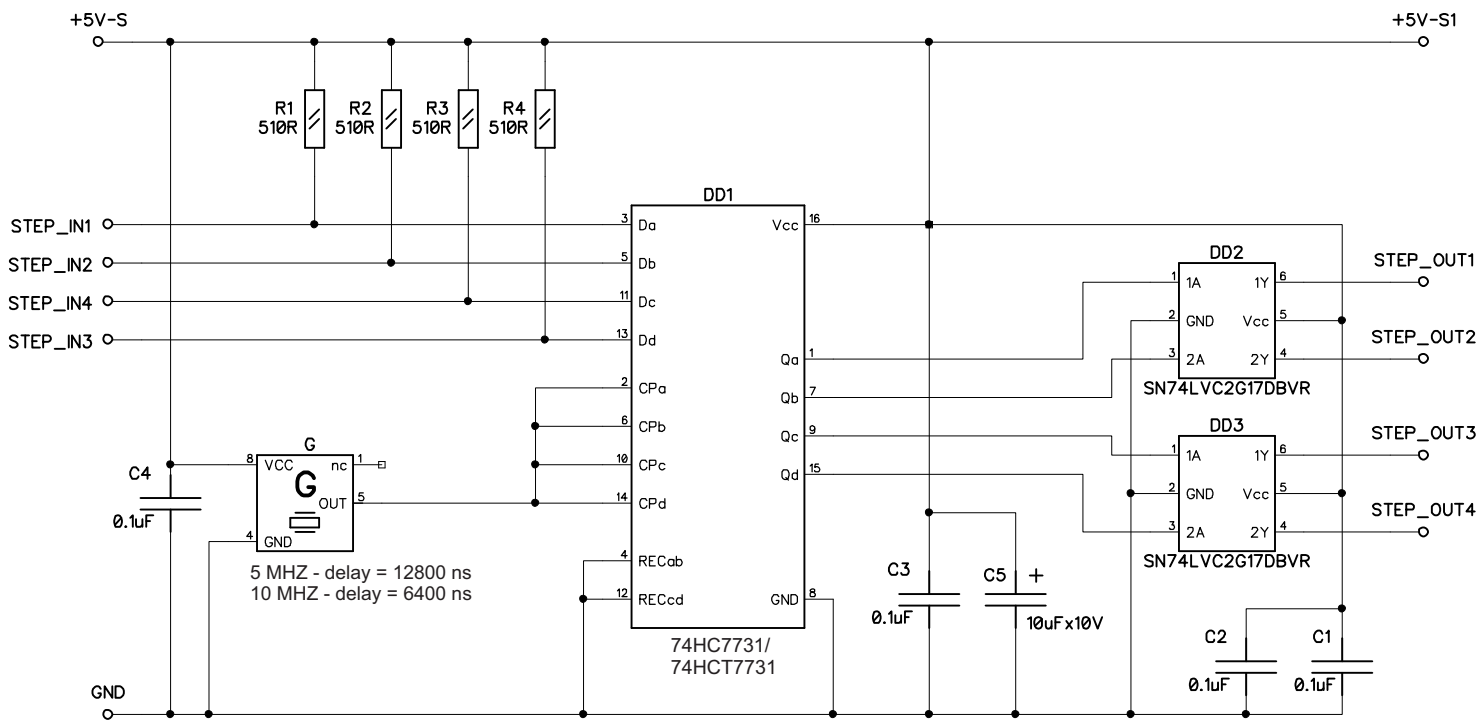 +5V-S
+5V-S1
R1
510R
R2
510R
R3
510R
R4
510R
DD1
STEP_IN1
3
Da
Vcc
16
STEP_IN2
5
Db
STEP_IN4
11
Dc
STEP_IN3
13
Dd
2
CPa
6
CPb
10
CPc
14
CPd
4
RECab
12
RECcd
Qa
1
Qb
7
Qc
9
Qd
15
GND
8
74HC7731/
74HCT7731
DD2
1
1A
1Y
6
2
GND
Vcc
5
3
2A
2Y
4
SN74LVC2G17DBVR
STEP_OUT1
STEP_OUT2
DD3
1
1A
1Y
6
2
GND
Vcc
5
3
2A
2Y
4
SN74LVC2G17DBVR
STEP_OUT3
STEP_OUT4
C4
0.1uF
G
8
VCC
nc
1
G
OUT
5
4
GND
5 MHZ - delay = 12800 ns
10 MHZ - delay = 6400 ns
C3
0.1uF
C5
+
10uFx10V
C2
0.1uF
C1
0.1uF
GND